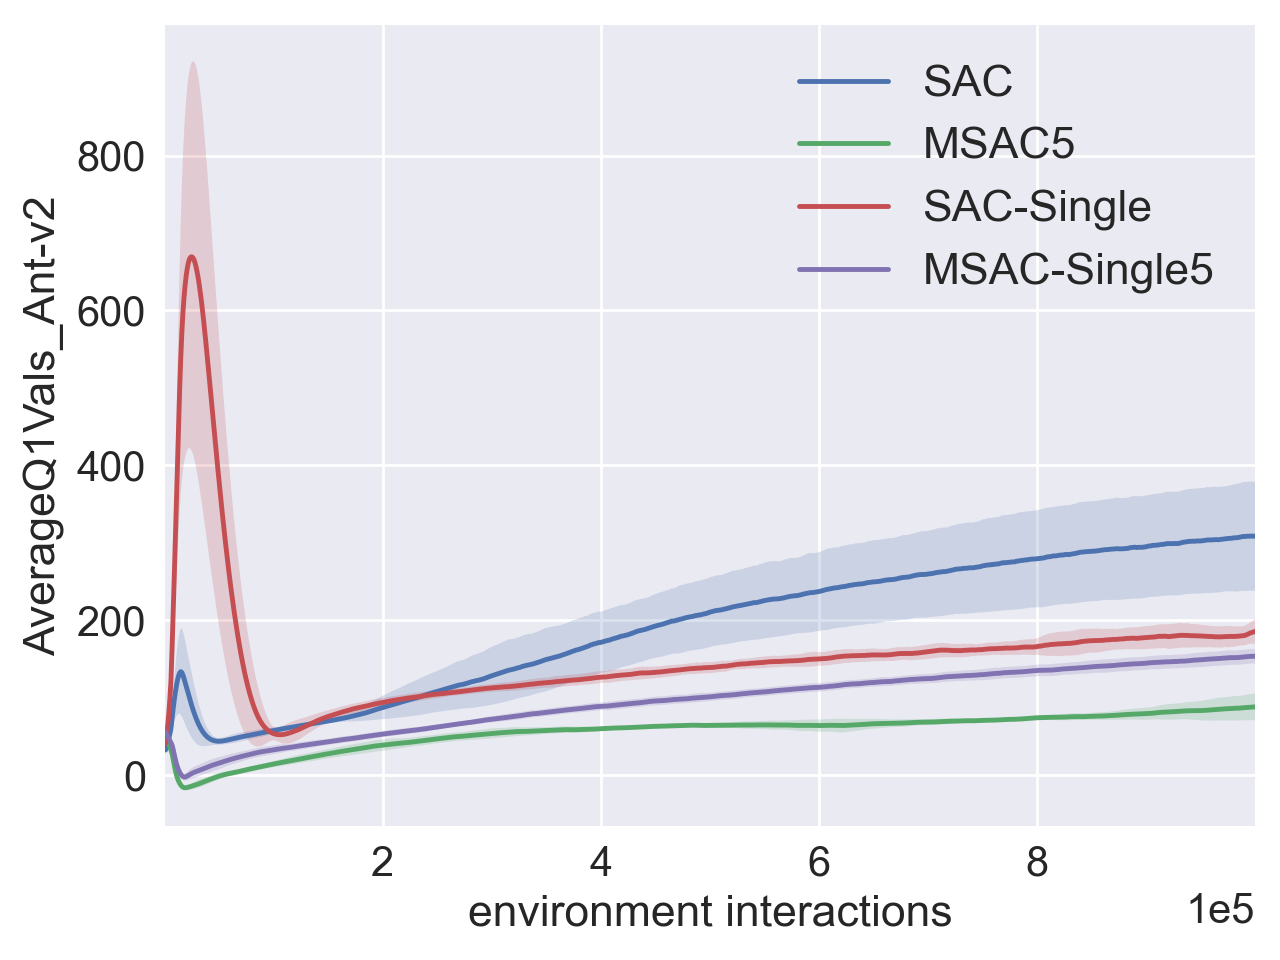 SAC
MSAC5
SAC-Single
MSAC-Single5
AverageQ1Vals_Ant-v2
800
600
400
200
0
2 4 6 8
1e5
environment interactions